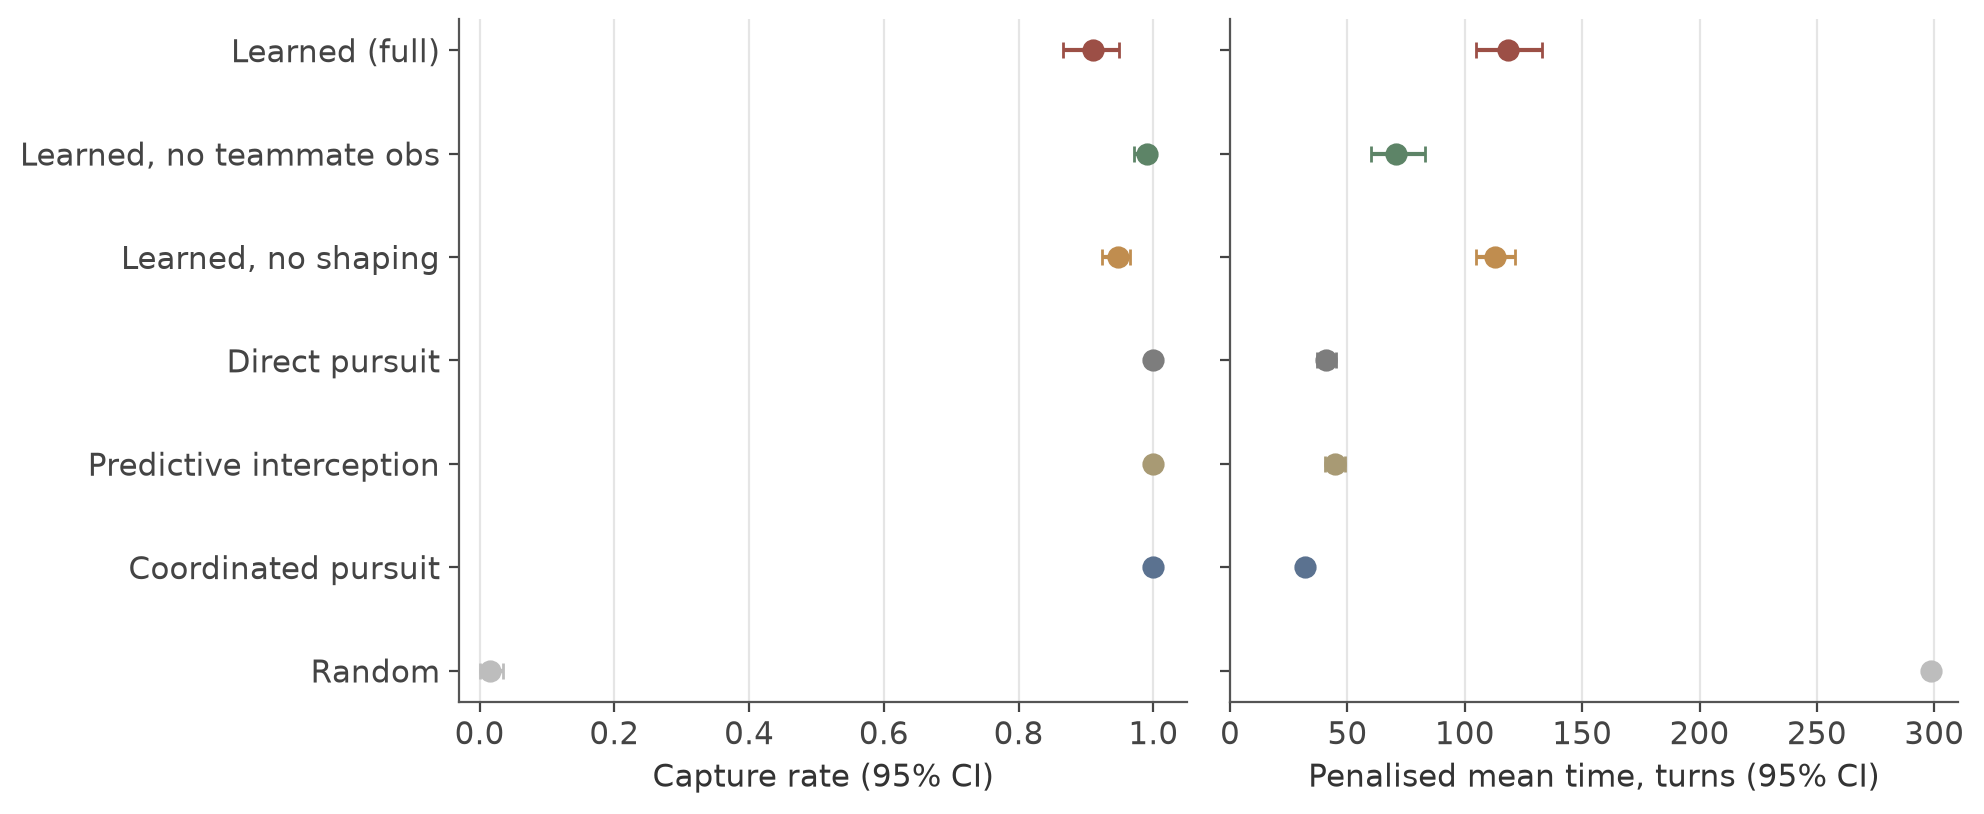 Learned (full)
Learned, no teammate obs
Learned, no shaping
Direct pursuit
Predictive interception
Coordinated pursuit
Random
0.0 0.2 0.4 0.6 0.8 1.0
Capture rate (95% CI)
0 50 100 150 200 250 300
Penalised mean time, turns (95% CI)